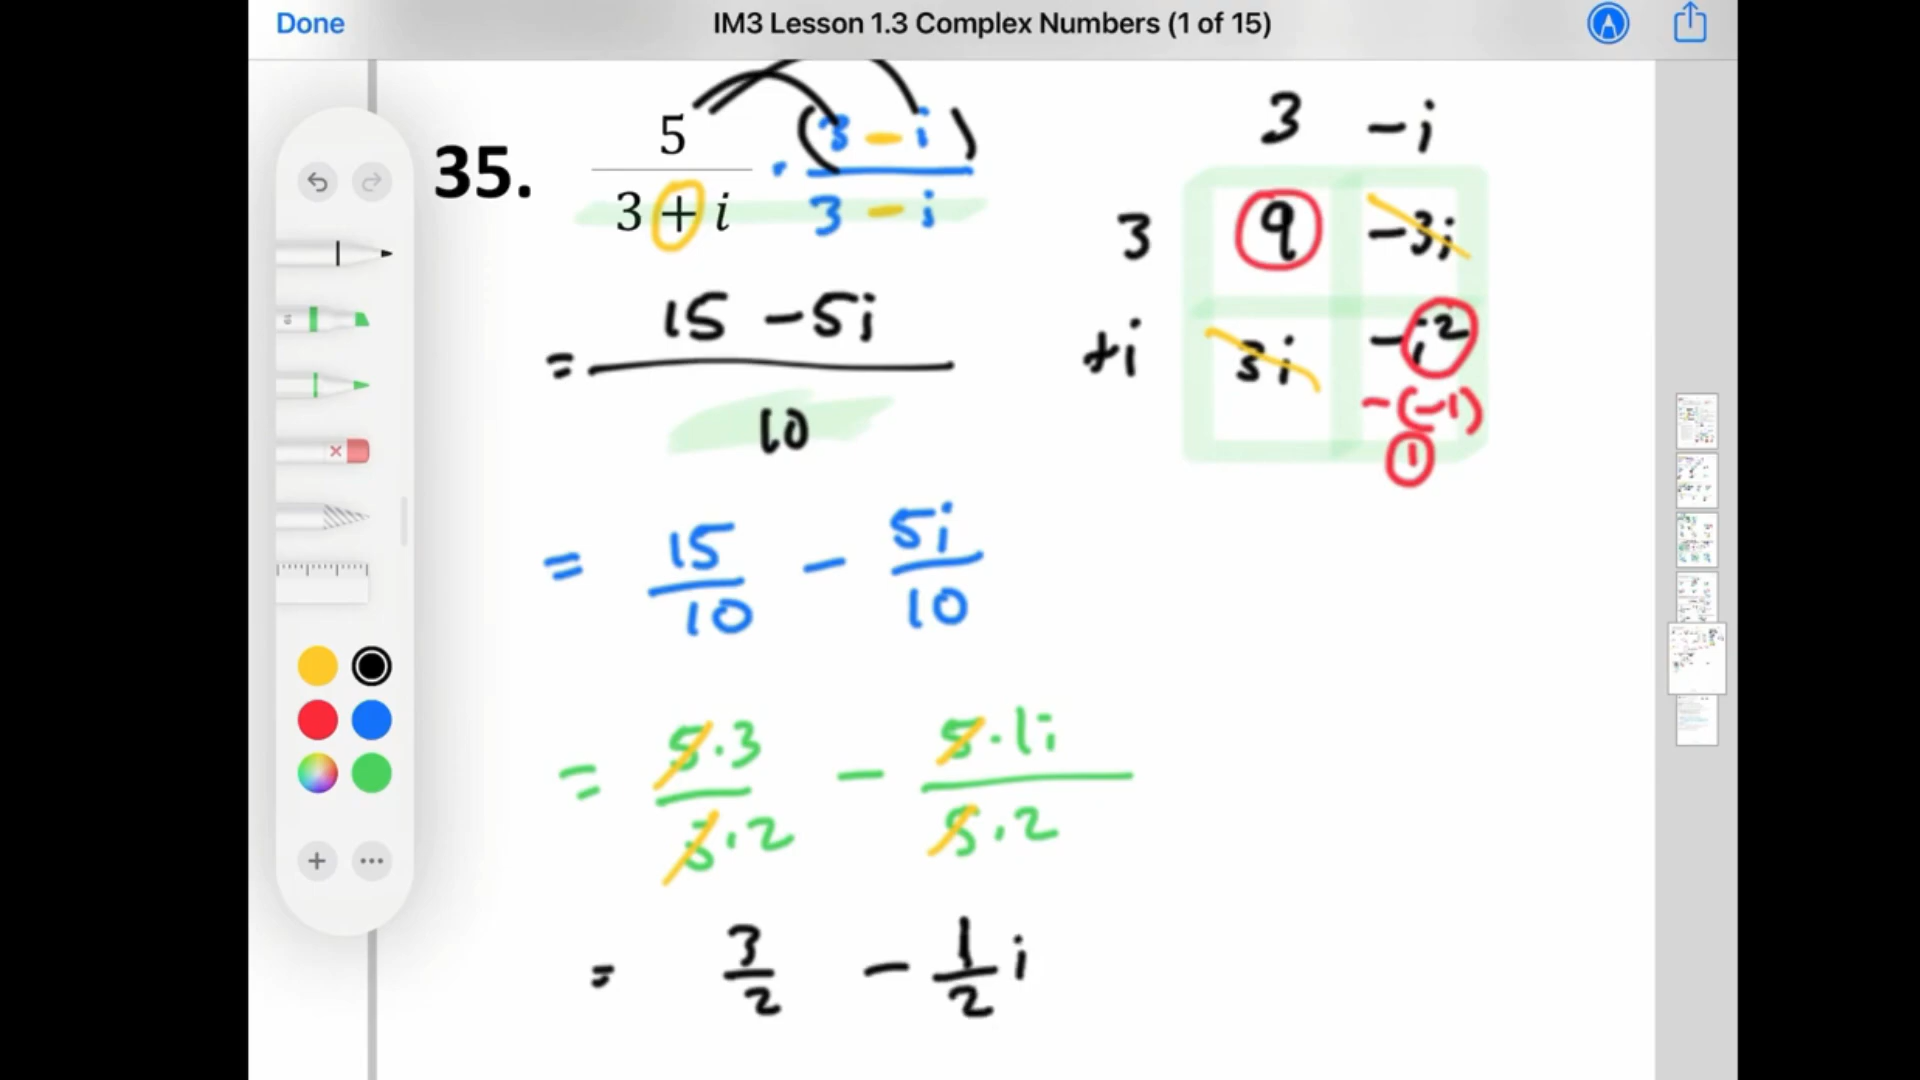 Done IM3 Lesson 1.3 Complex Numbers (1 of 15)
35. 5 / 3 + i · (3 - i) / 3 - i
= 15 - 5i / 10
= 15 / 10 - 5i / 10
= 5·3 / 5·2 - 5·1i / 5·2
= 3 / 2 - 1 / 2 i
3 -i
3 9 -3i
+i 3i -i²
-(-1)
1